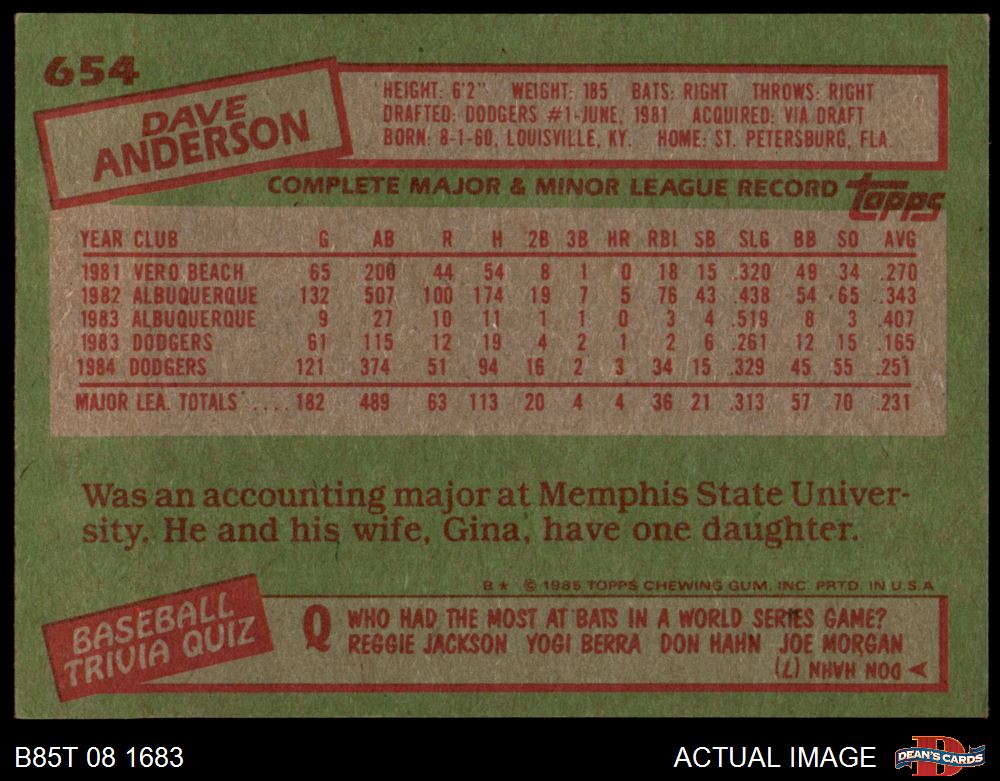 654
DAVE
ANDERSON
HEIGHT: 6'2" WEIGHT: 185 BATS: RIGHT THROWS: RIGHT
DRAFTED: DODGERS #1-JUNE, 1981 ACQUIRED: VIA DRAFT
BORN: 8-1-60, LOUISVILLE, KY. HOME: ST. PETERSBURG, FLA.
COMPLETE MAJOR & MINOR LEAGUE RECORD topps
YEAR CLUB G AB R H 2B 3B HR RBI SB SLG BB SO AVG
1981 VERO BEACH 65 200 44 54 8 1 0 18 15 .320 49 34 .270
1982 ALBUQUERQUE 132 507 100 174 19 7 5 76 43 .438 54 65 .343
1983 ALBUQUERQUE 9 27 10 11 1 1 0 3 4 .519 8 3 .407
1983 DODGERS 61 115 12 19 4 2 1 2 6 .261 12 15 .165
1984 DODGERS 121 374 51 94 16 2 3 34 15 .329 45 55 .251
MAJOR LEA. TOTALS .... 182 489 63 113 20 4 4 36 21 .313 57 70 .231
Was an accounting major at Memphis State Univer-
sity. He and his wife, Gina, have one daughter.
B* © 1985 TOPPS CHEWING GUM, INC. PRTD. IN U.S.A.
BASEBALL
TRIVIA QUIZ
Q WHO HAD THE MOST AT BATS IN A WORLD SERIES GAME?
REGGIE JACKSON YOGI BERRA DON HAHN JOE MORGAN
DON HAHN (7)
B85T 08 1683 ACTUAL IMAGE DEAN'S CARDS